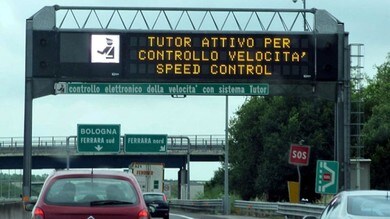 TUTOR ATTIVO PER
CONTROLLO VELOCITA'
SPEED CONTROL
controllo elettronico della velocità con sistema Tutor
BOLOGNA
FERRARA sud
FERRARA nord
SOS